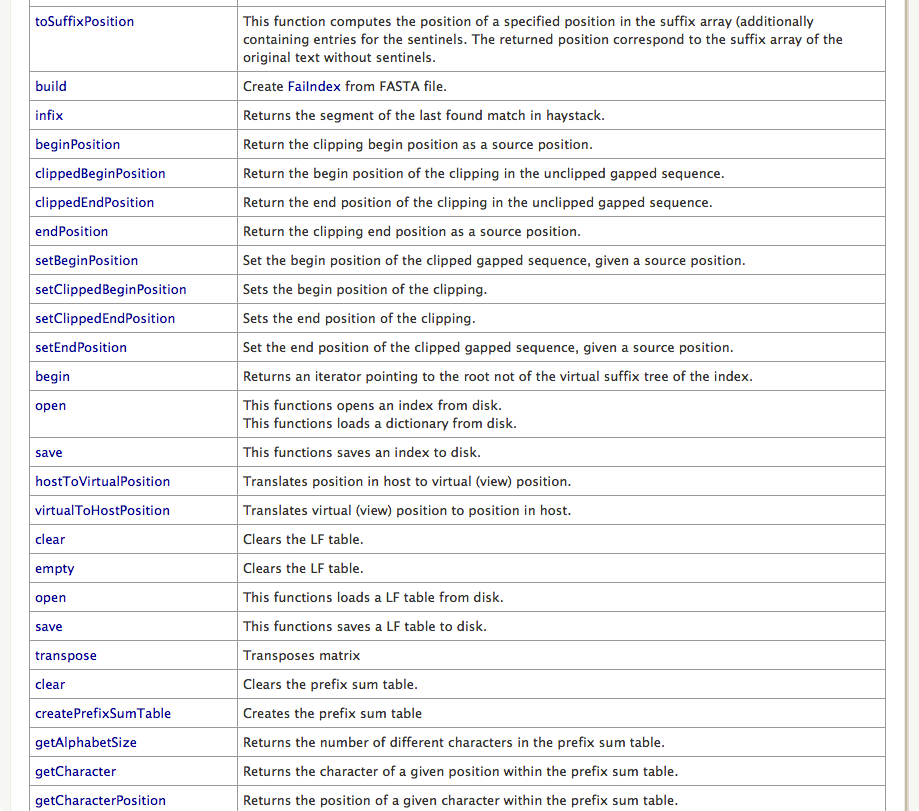 toSuffixPosition
This function computes the position of a specified position in the suffix array (additionally
containing entries for the sentinels. The returned position correspond to the suffix array of the
original text without sentinels.
build
Create FaiIndex from FASTA file.
infix
Returns the segment of the last found match in haystack.
beginPosition
Return the clipping begin position as a source position.
clippedBeginPosition
Return the begin position of the clipping in the unclipped gapped sequence.
clippedEndPosition
Return the end position of the clipping in the unclipped gapped sequence.
endPosition
Return the clipping end position as a source position.
setBeginPosition
Set the begin position of the clipped gapped sequence, given a source position.
setClippedBeginPosition
Sets the begin position of the clipping.
setClippedEndPosition
Sets the end position of the clipping.
setEndPosition
Set the end position of the clipped gapped sequence, given a source position.
begin
Returns an iterator pointing to the root not of the virtual suffix tree of the index.
open
This functions opens an index from disk.
This functions loads a dictionary from disk.
save
This functions saves an index to disk.
hostToVirtualPosition
Translates position in host to virtual (view) position.
virtualToHostPosition
Translates virtual (view) position to position in host.
clear
Clears the LF table.
empty
Clears the LF table.
open
This functions loads a LF table from disk.
save
This functions saves a LF table to disk.
transpose
Transposes matrix
clear
Clears the prefix sum table.
createPrefixSumTable
Creates the prefix sum table
getAlphabetSize
Returns the number of different characters in the prefix sum table.
getCharacter
Returns the character of a given position within the prefix sum table.
getCharacterPosition
Returns the position of a given character within the prefix sum table.